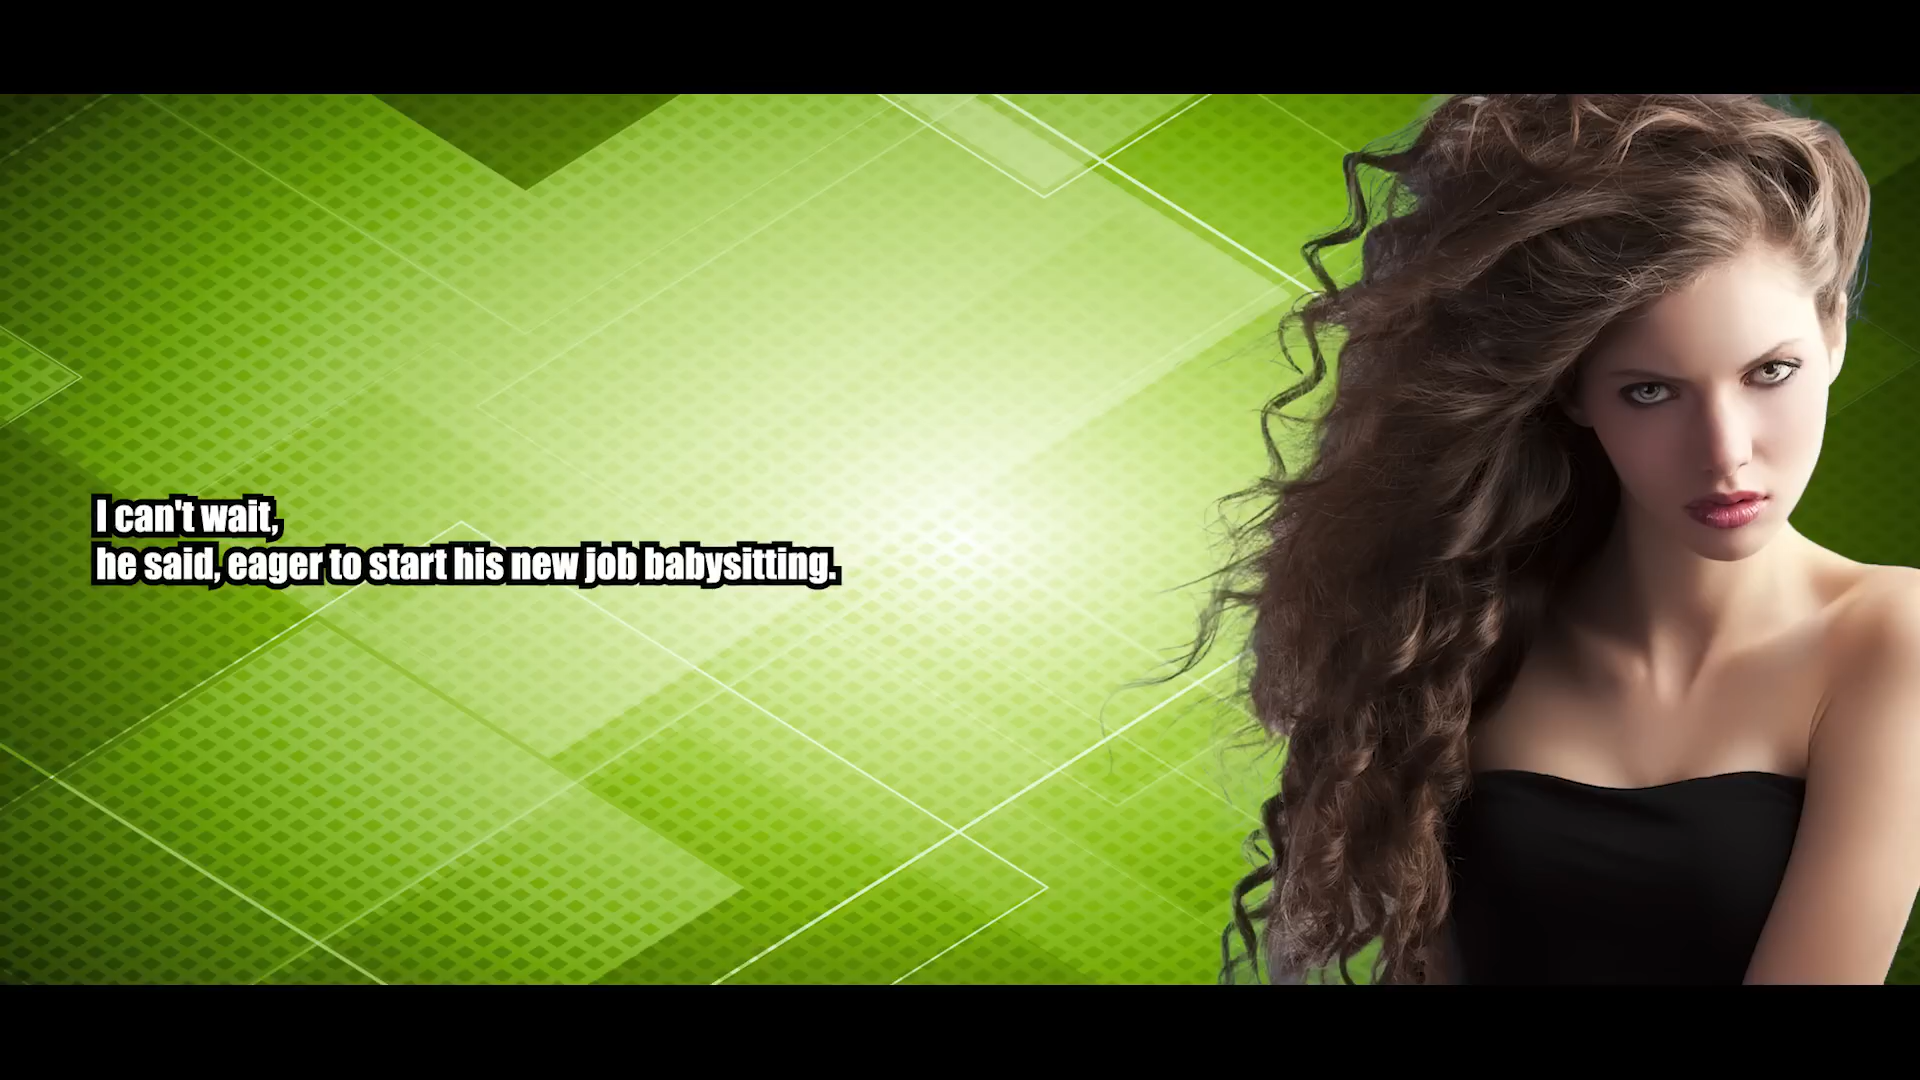 I can't wait,
he said, eager to start his new job babysitting.